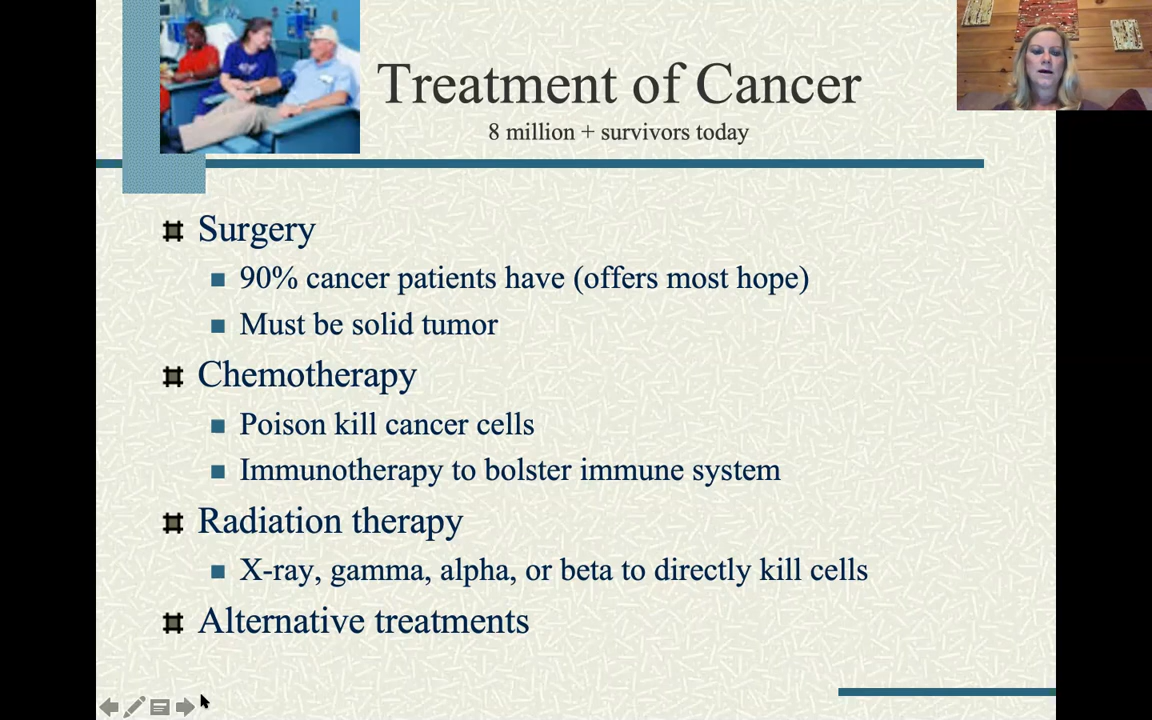 Treatment of Cancer
8 million + survivors today
Surgery
90% cancer patients have (offers most hope)
Must be solid tumor
Chemotherapy
Poison kill cancer cells
Immunotherapy to bolster immune system
Radiation therapy
X-ray, gamma, alpha, or beta to directly kill cells
Alternative treatments